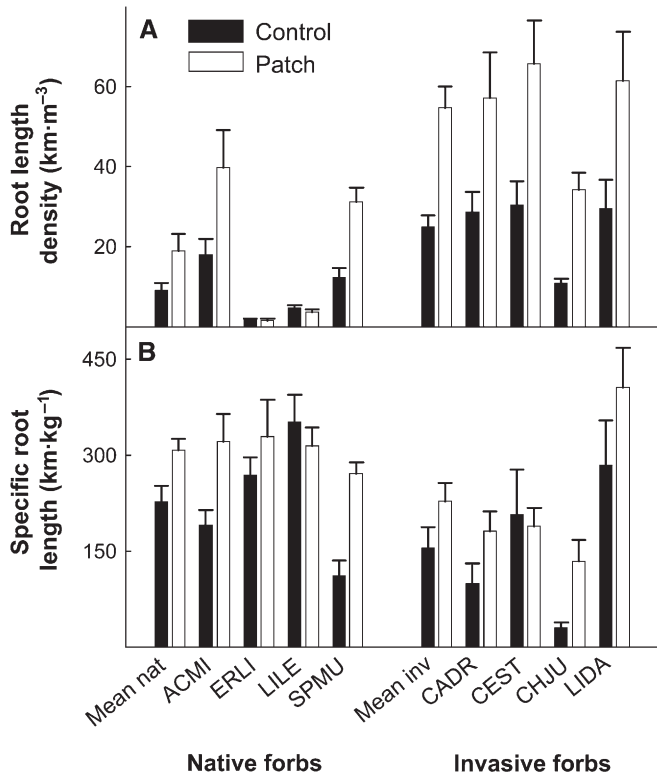 A
Control
Patch
Root length
density (km·m⁻³)
60
40
20
B
Specific root
length (km·kg⁻¹)
450
300
150
Mean nat
ACMI
ERLI
LILE
SPMU
Mean inv
CADR
CEST
CHJU
LIDA
Native forbs
Invasive forbs